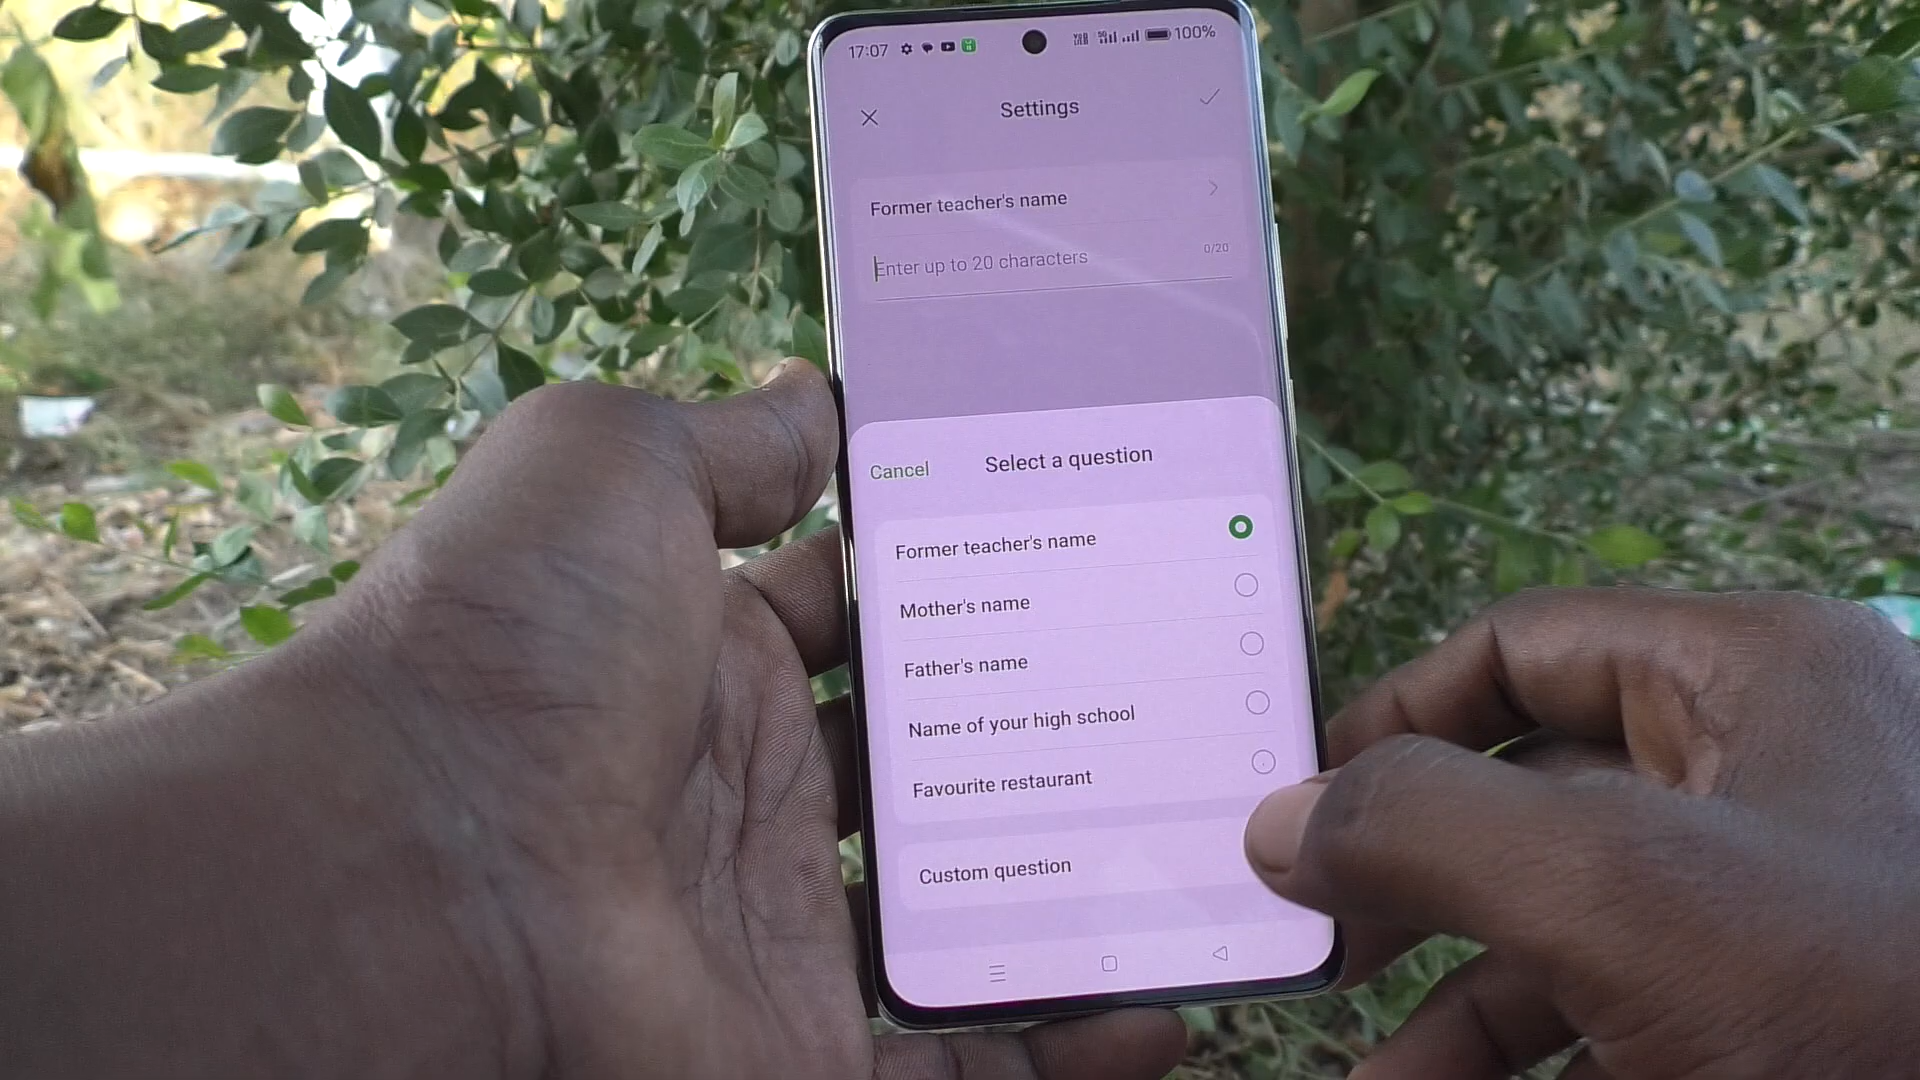 17:07
100%
Settings
Former teacher's name
Enter up to 20 characters
0/20
Cancel
Select a question
Former teacher's name
Mother's name
Father's name
Name of your high school
Favourite restaurant
Custom question